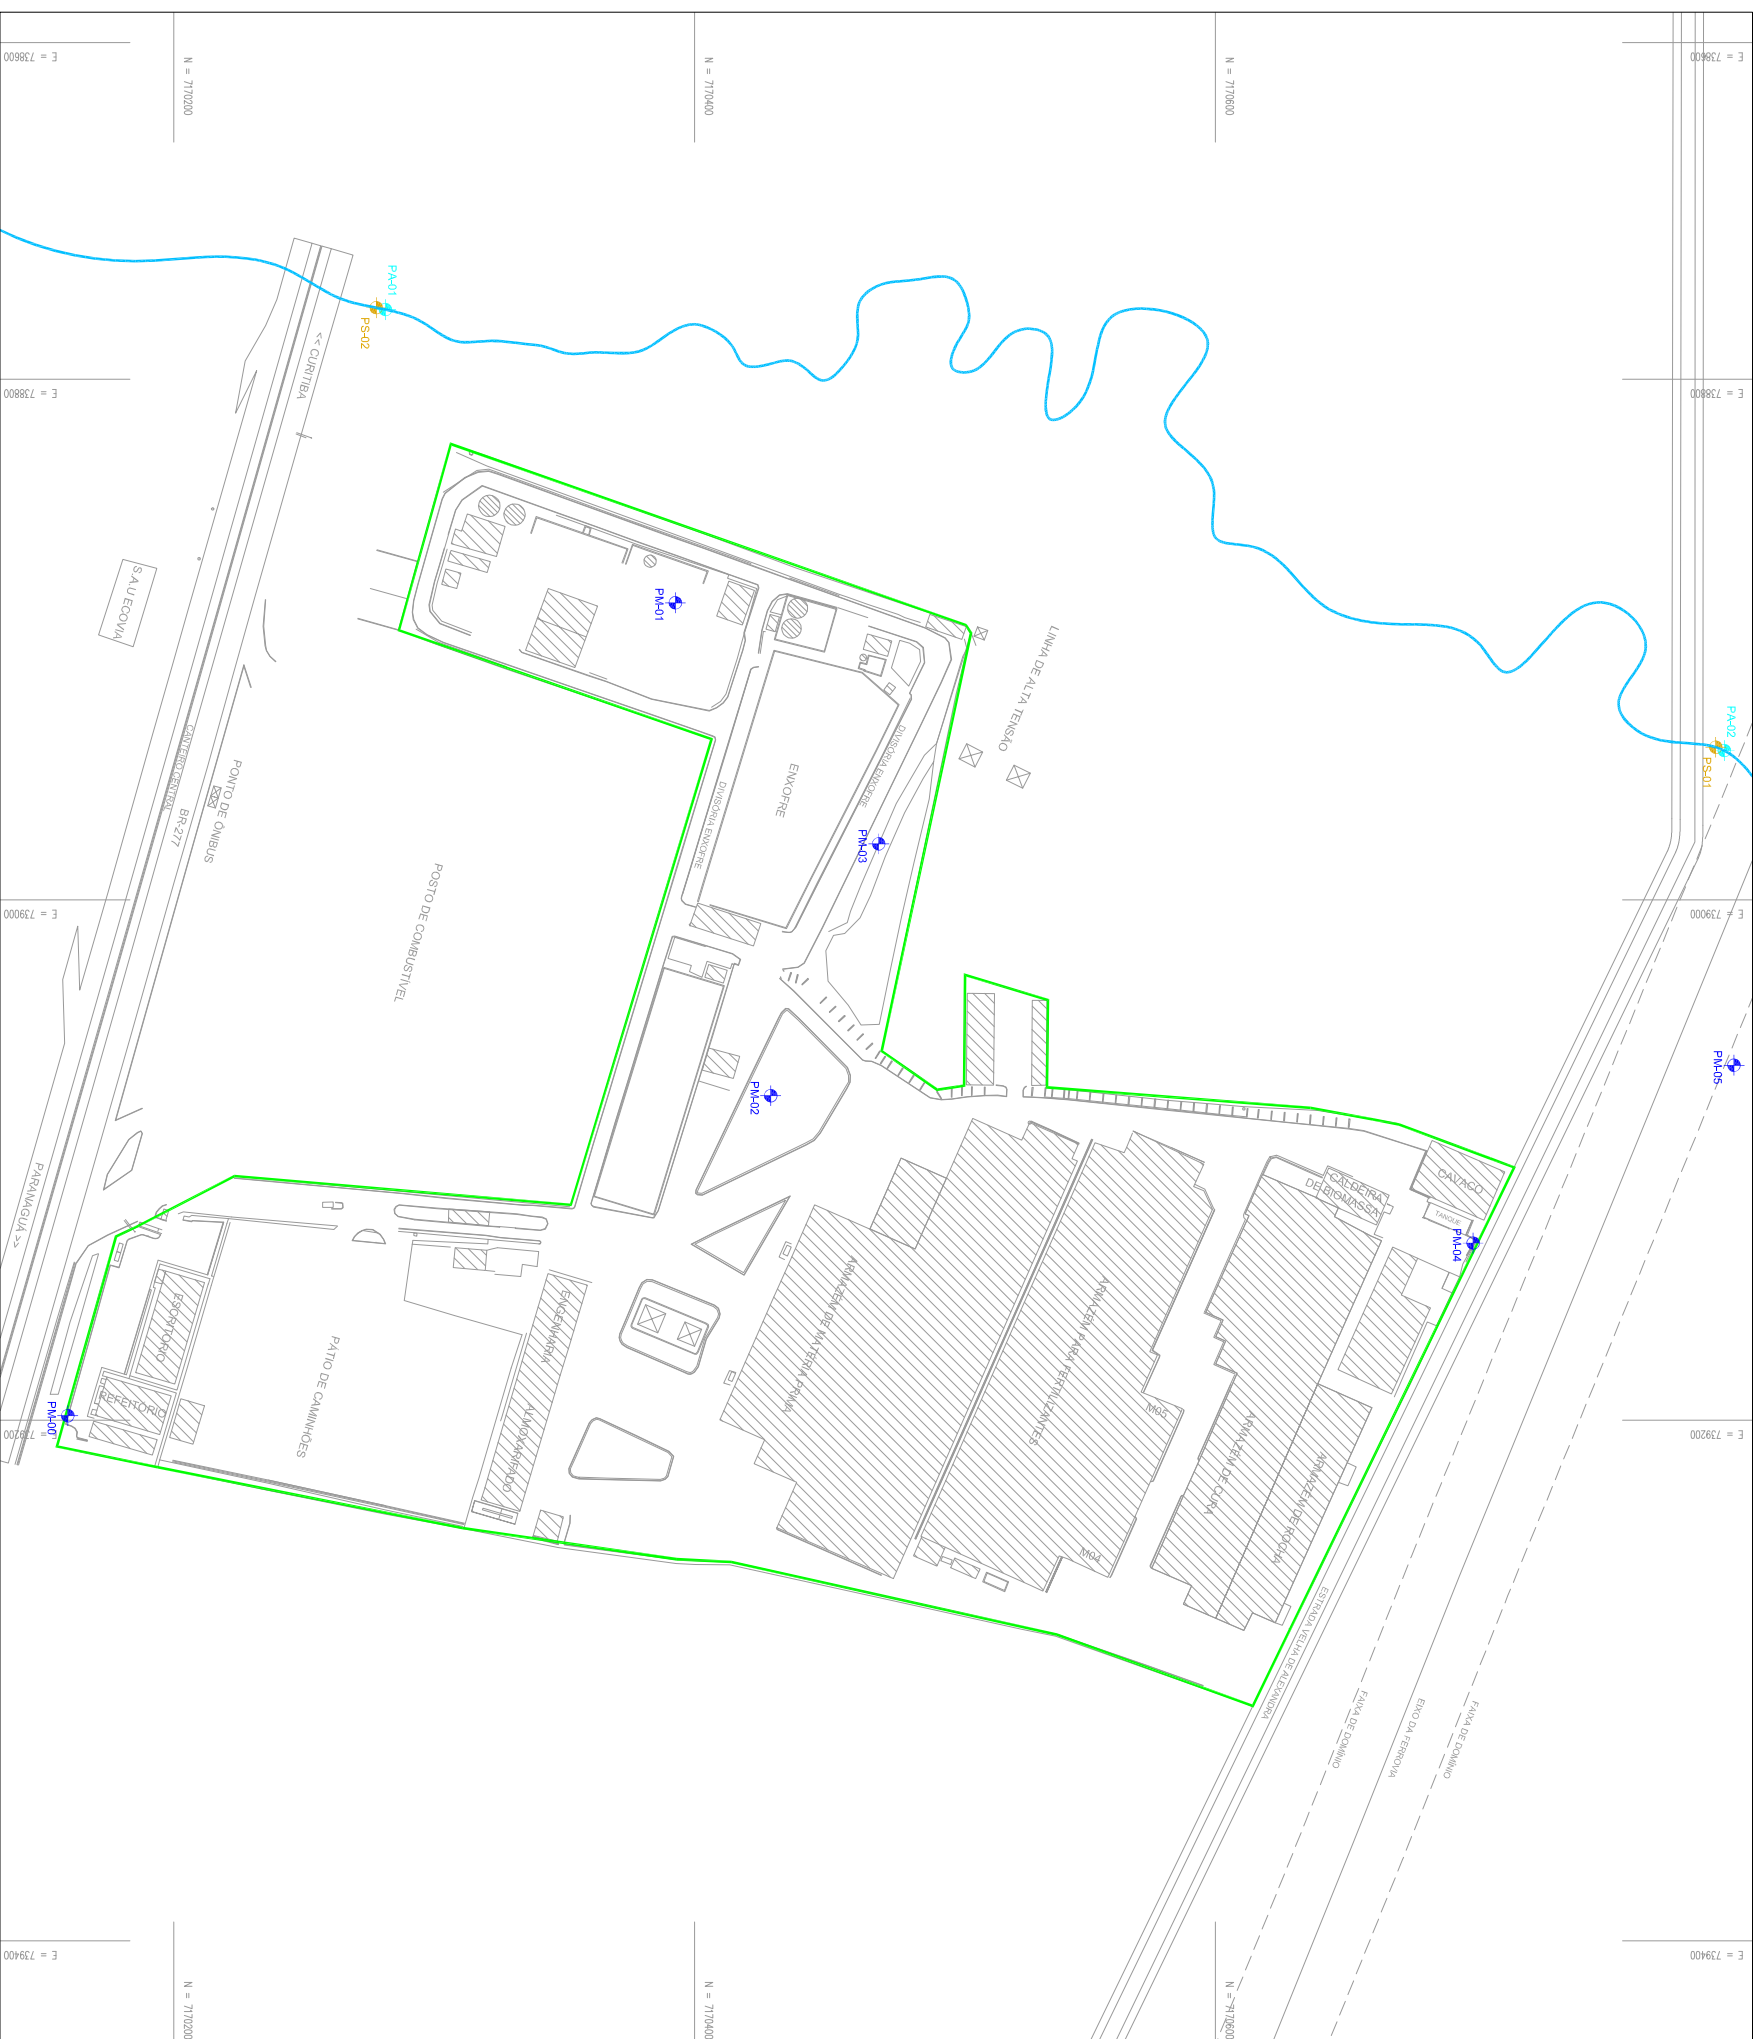 E = 738600
N = 7170200
N = 7170400
N = 7170600
E = 738600
PA-01
PS-02
<< CURITIBA
E = 738800
E = 738800
S.A.U ECOVIA
PM-01
LINHA DE ALTA TENSÃO
PA-02
PS-01
CANTEIRO CENTRAL
BR-277
PONTO DE ÔNIBUS
DIVISÓRIA ENXOFRE
ENXOFRE
DIVISÓRIA ENXOFRE
PM-03
POSTO DE COMBUSTÍVEL
E = 739000
E = 739000
PM-02
PM-05
PARANAGUÁ >>
CAVACO
CALDEIRA
DE BIOMASSA
TANQUE
PM-04
ESCRITÓRIO
REFEITÓRIO
PM-00
PÁTIO DE CAMINHÕES
ENGENHARIA
ALMOXARIFADO
ARMAZÉM DE MATÉRIA PRIMA
ARMAZÉM PARA FERTILIZANTES
M05
M04
ARMAZÉM DE CURA
ARMAZÉM DE ROCHA
E = 739200
E = 739200
ESTRADA VELHA DE ALEXANDRA
FAIXA DE DOMÍNIO
EIXO DA FERROVIA
FAIXA DE DOMÍNIO
E = 739400
E = 739400
N = 7170200
N = 7170400
N = 7170600